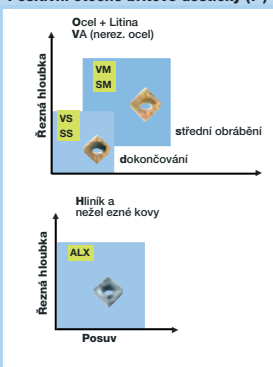 Ocel + Litina
VA (nerez. ocel)
Řezná hloubka
VM
SM
VS
SS
střední obrábění
dokončování
Hliník a
nežel ezné kovy
Řezná hloubka
ALX
Posuv